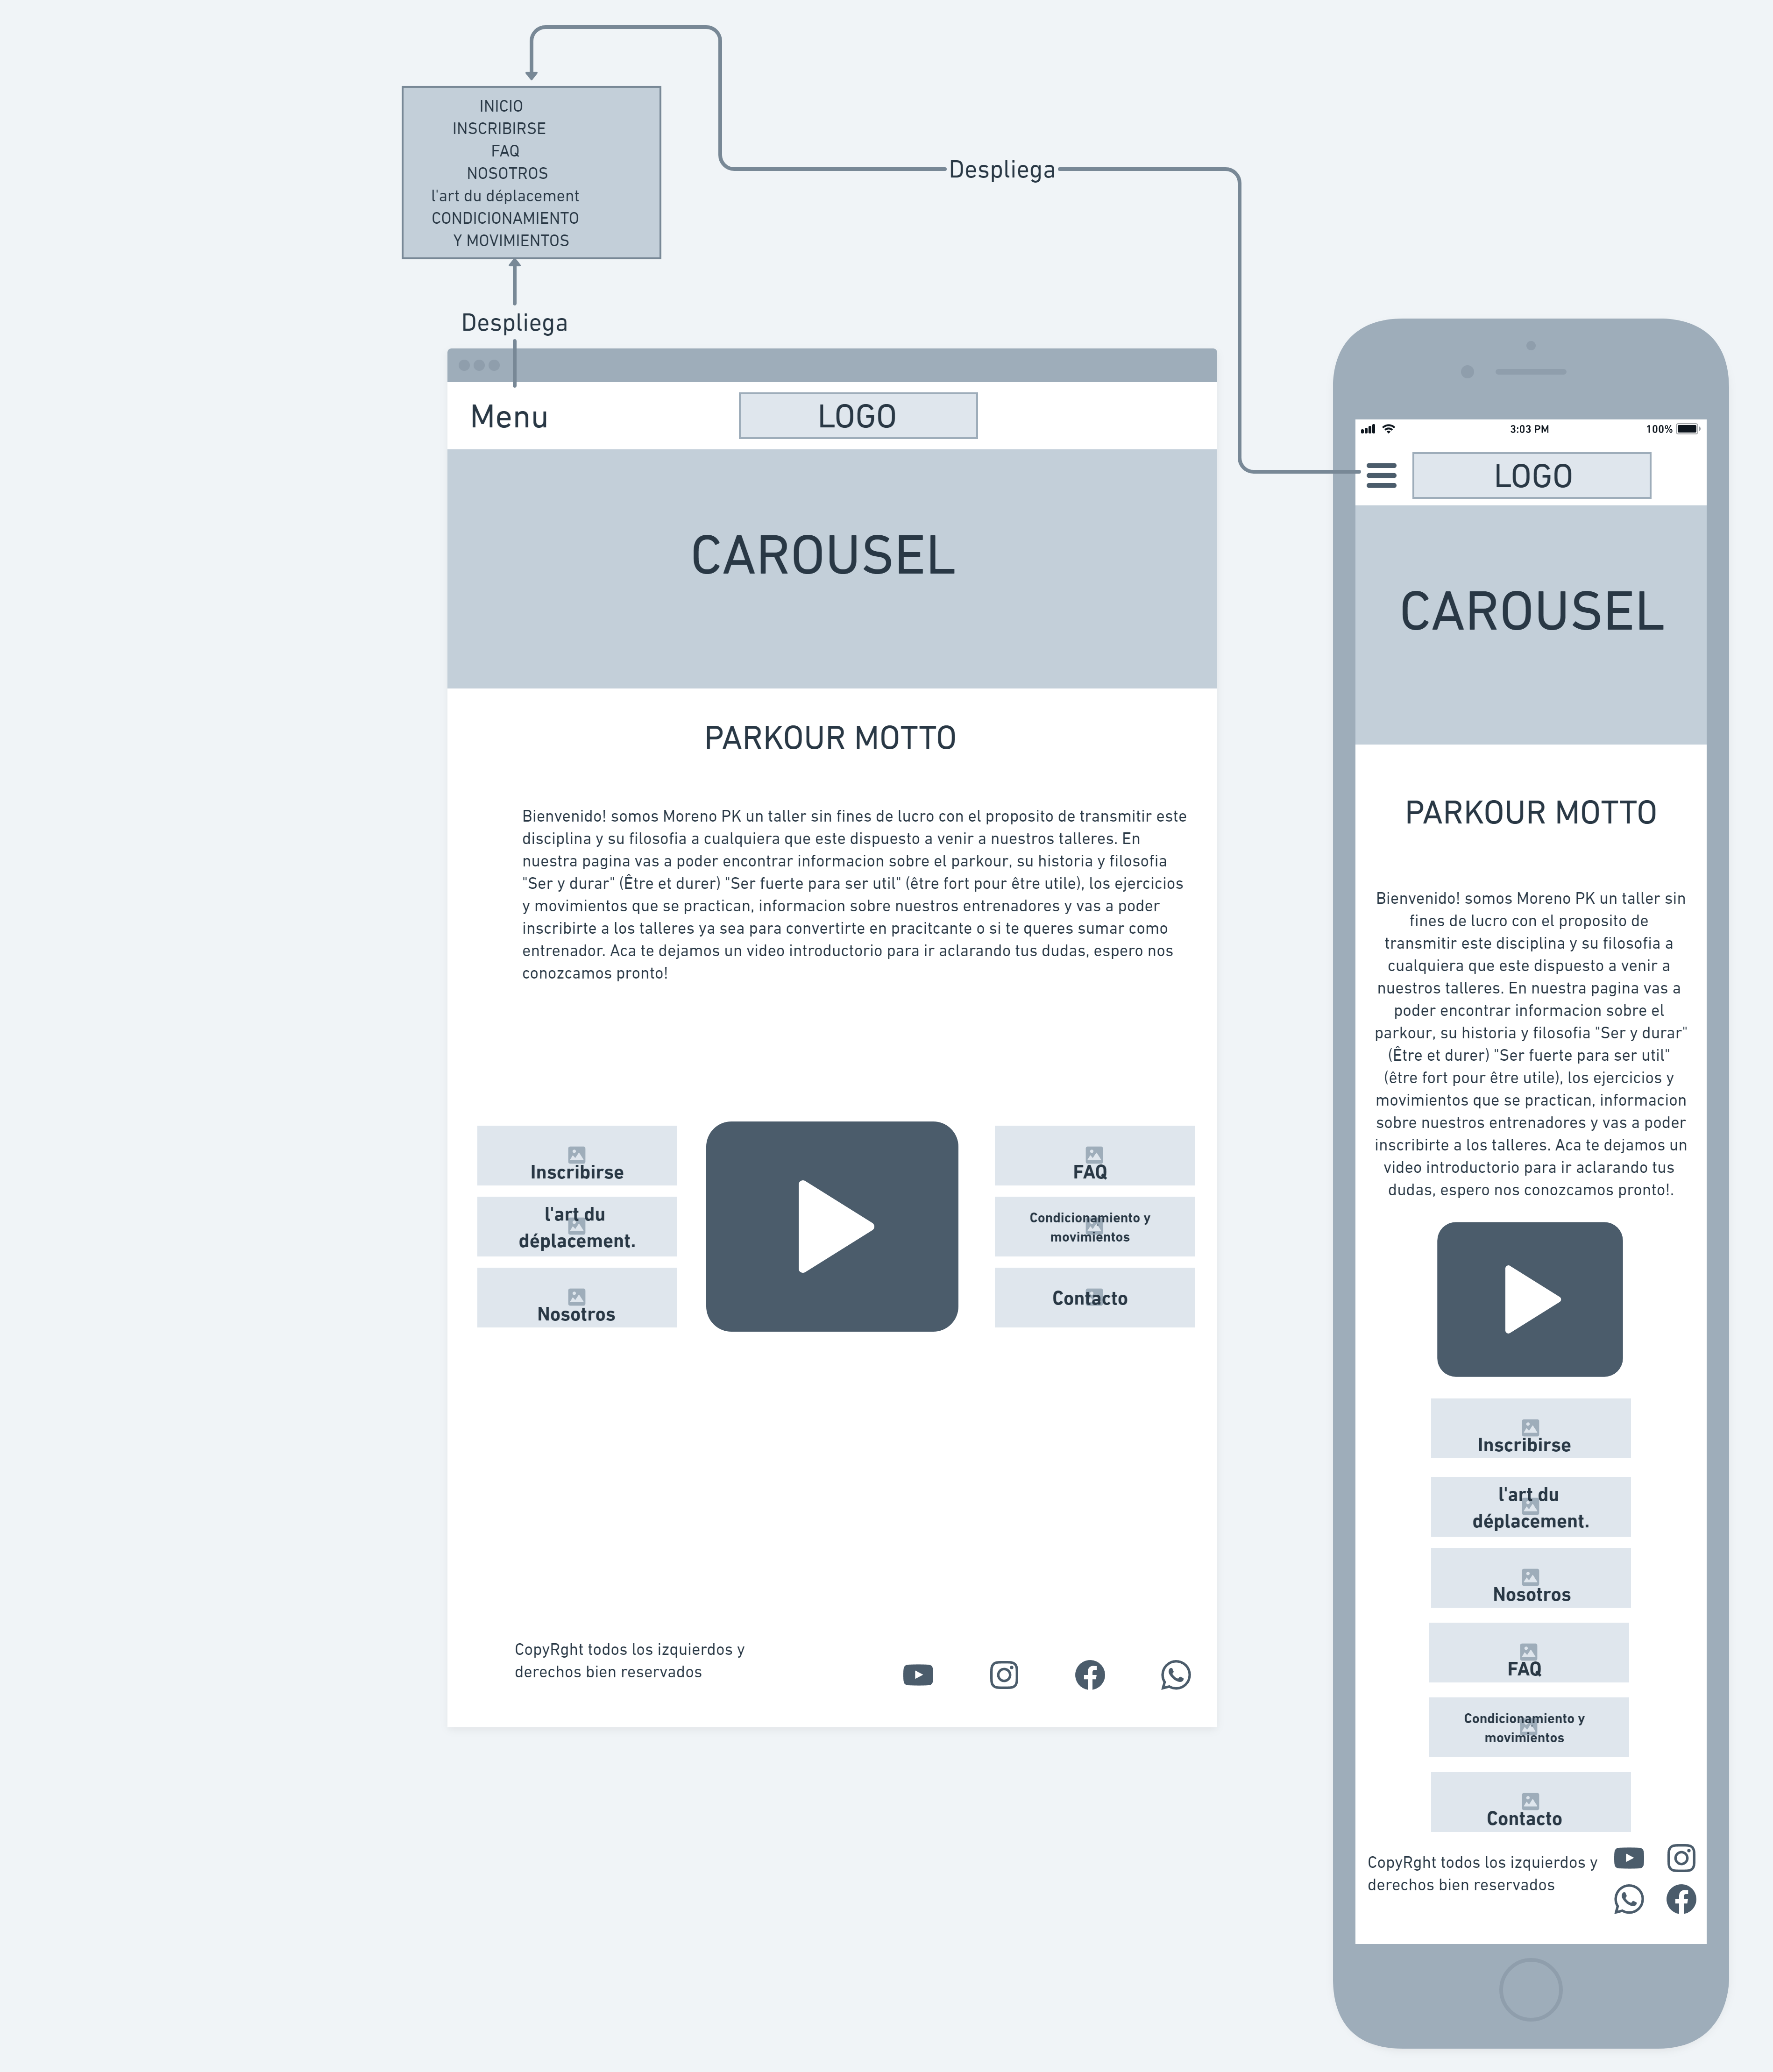 INICIO
INSCRIBIRSE
FAQ
NOSOTROS
l'art du déplacement
CONDICIONAMIENTO
Y MOVIMIENTOS
Despliega
Despliega
Menu
LOGO
CAROUSEL
PARKOUR MOTTO
Bienvenido! somos Moreno PK un taller sin fines de lucro con el proposito de transmitir este
disciplina y su filosofia a cualquiera que este dispuesto a venir a nuestros talleres. En
nuestra pagina vas a poder encontrar informacion sobre el parkour, su historia y filosofia
"Ser y durar" (Être et durer) "Ser fuerte para ser util" (être fort pour être utile), los ejercicios
y movimientos que se practican, informacion sobre nuestros entrenadores y vas a poder
inscribirte a los talleres ya sea para convertirte en pracitcante o si te queres sumar como
entrenador. Aca te dejamos un video introductorio para ir aclarando tus dudas, espero nos
conozcamos pronto!
Inscribirse
l'art du
déplacement.
Nosotros
FAQ
Condicionamiento y
movimientos
Contacto
CopyRght todos los izquierdos y
derechos bien reservados
3:03 PM
100%
LOGO
CAROUSEL
PARKOUR MOTTO
Bienvenido! somos Moreno PK un taller sin
fines de lucro con el proposito de
transmitir este disciplina y su filosofia a
cualquiera que este dispuesto a venir a
nuestros talleres. En nuestra pagina vas a
poder encontrar informacion sobre el
parkour, su historia y filosofia "Ser y durar"
(Être et durer) "Ser fuerte para ser util"
(être fort pour être utile), los ejercicios y
movimientos que se practican, informacion
sobre nuestros entrenadores y vas a poder
inscribirte a los talleres. Aca te dejamos un
video introductorio para ir aclarando tus
dudas, espero nos conozcamos pronto!.
Inscribirse
l'art du
déplacement.
Nosotros
FAQ
Condicionamiento y
movimientos
Contacto
CopyRght todos los izquierdos y
derechos bien reservados